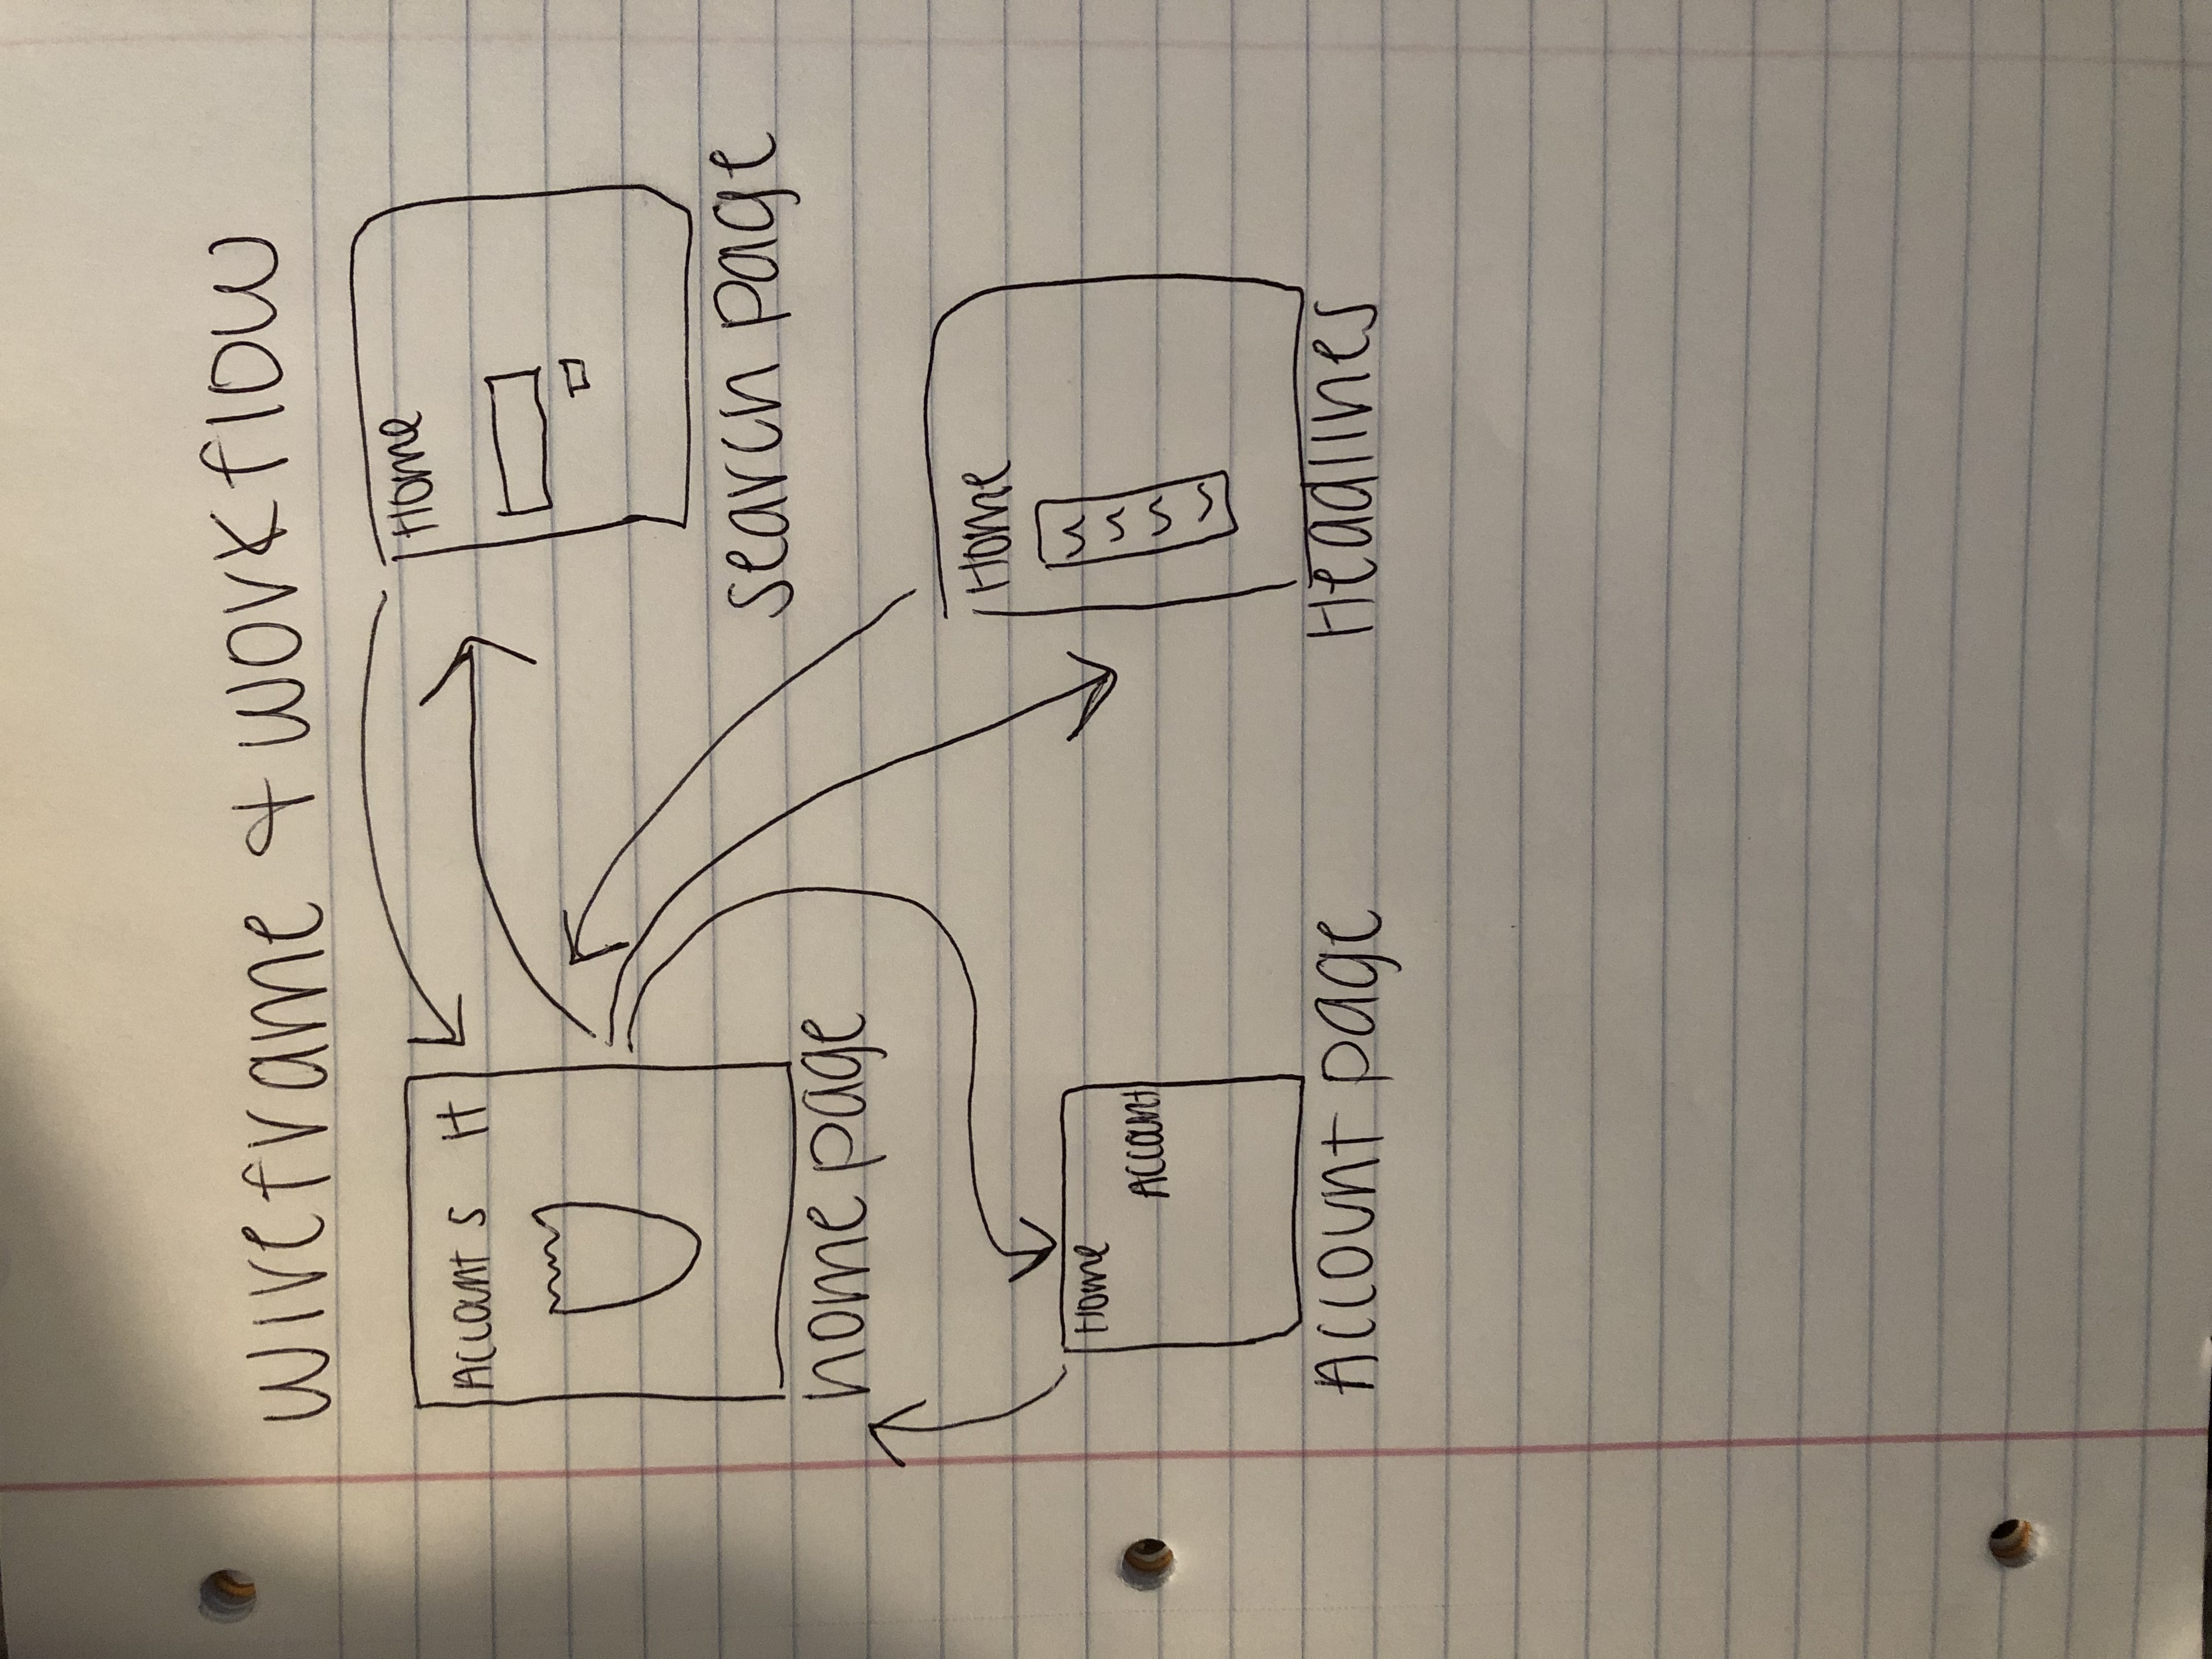 wireframe & workflow
Account S H
home page
Home
search page
Home
Account
Account page
Home
Headlines